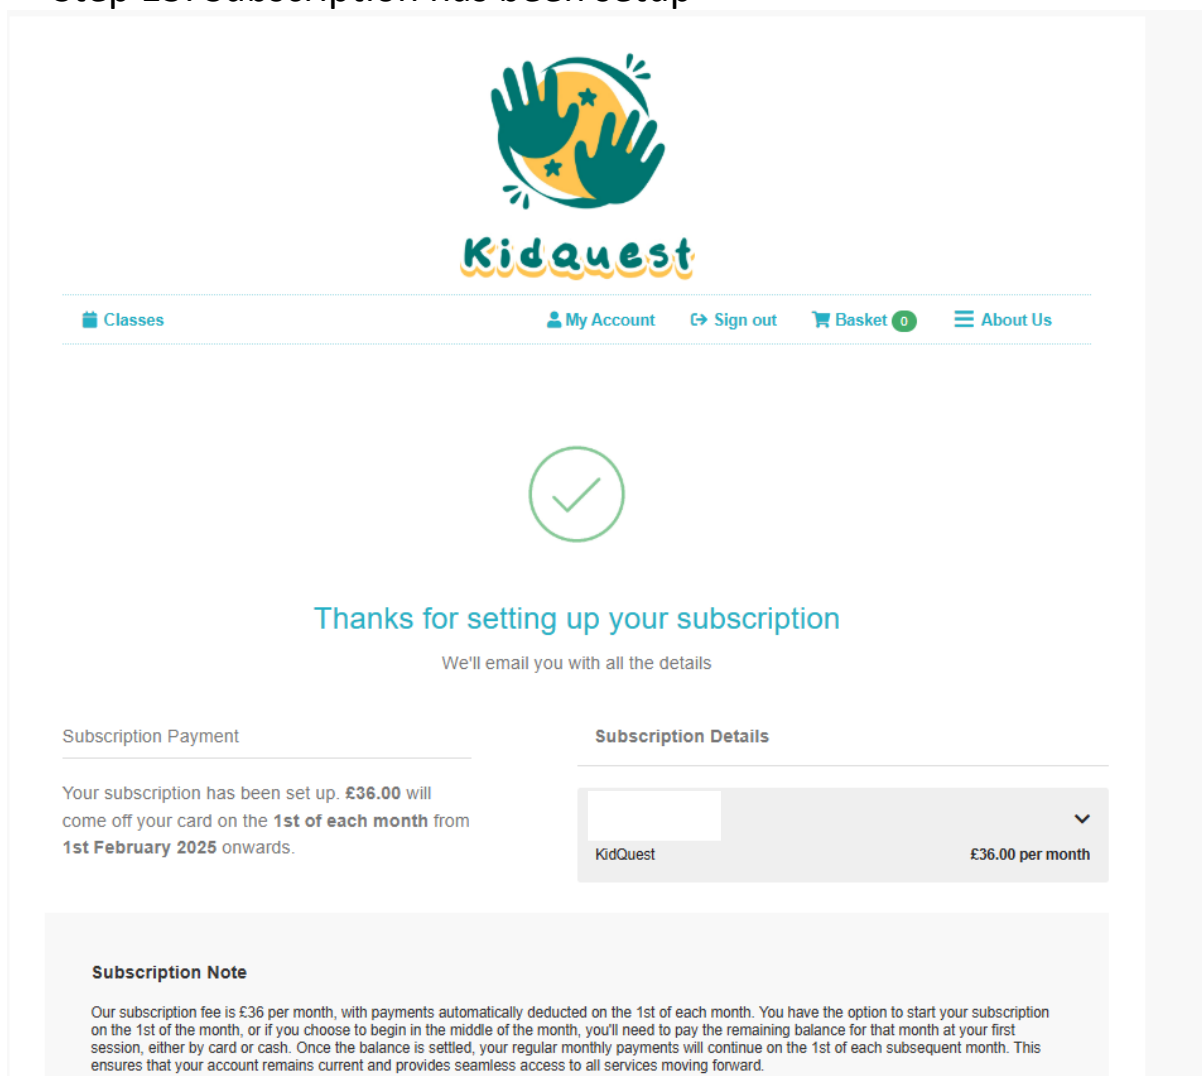 Step 13: Subscription has been setup
KidQuest
Classes
My Account
Sign out
Basket 0
About Us
Thanks for setting up your subscription
We'll email you with all the details
Subscription Payment
Your subscription has been set up. £36.00 will
come off your card on the 1st of each month from
1st February 2025 onwards.
Subscription Details
KidQuest
£36.00 per month
Subscription Note
Our subscription fee is £36 per month, with payments automatically deducted on the 1st of each month. You have the option to start your subscription
on the 1st of the month, or if you choose to begin in the middle of the month, you'll need to pay the remaining balance for that month at your first
session, either by card or cash. Once the balance is settled, your regular monthly payments will continue on the 1st of each subsequent month. This
ensures that your account remains current and provides seamless access to all services moving forward.